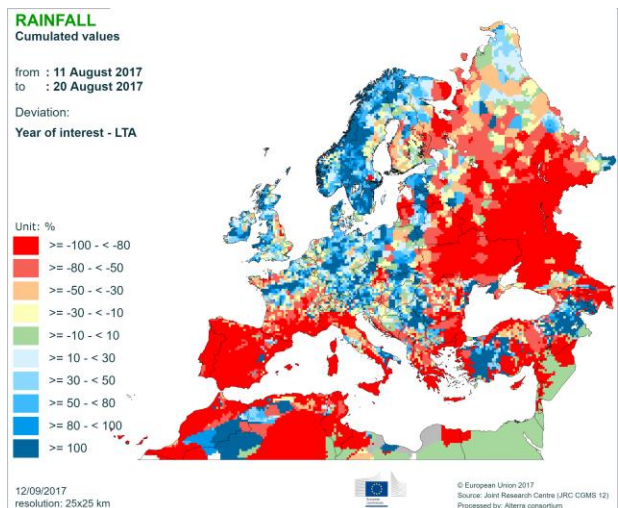 RAINFALL
Cumulated values
from : 11 August 2017
to : 20 August 2017
Deviation:
Year of interest - LTA
Unit: %
>= -100 - < -80
>= -80 - < -50
>= -50 - < -30
>= -30 - < -10
>= -10 - < 10
>= 10 - < 30
>= 30 - < 50
>= 50 - < 80
>= 80 - < 100
>= 100
12/09/2017
resolution: 25x25 km
© European Union 2017
Source: Joint Research Centre (JRC CGMS 12)
Processed by: Alterra consortium